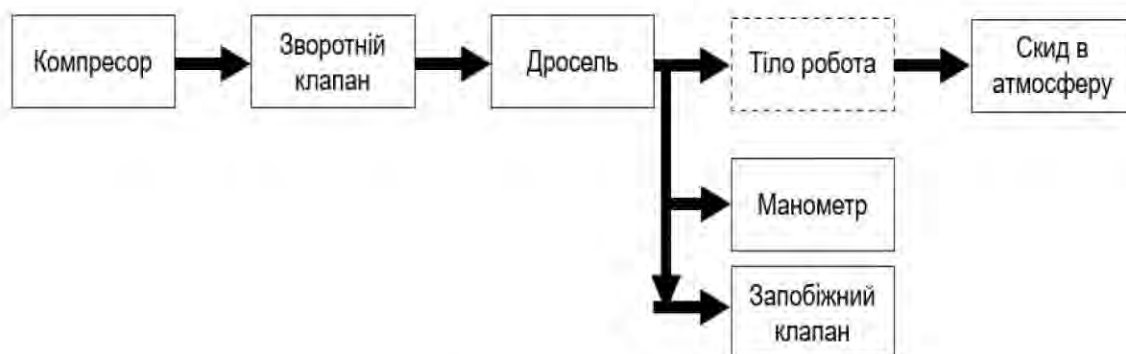 Компресор
Зворотній
клапан
Дросель
Тіло робота
Скид в
атмосферу
Манометр
Запобіжний
клапан